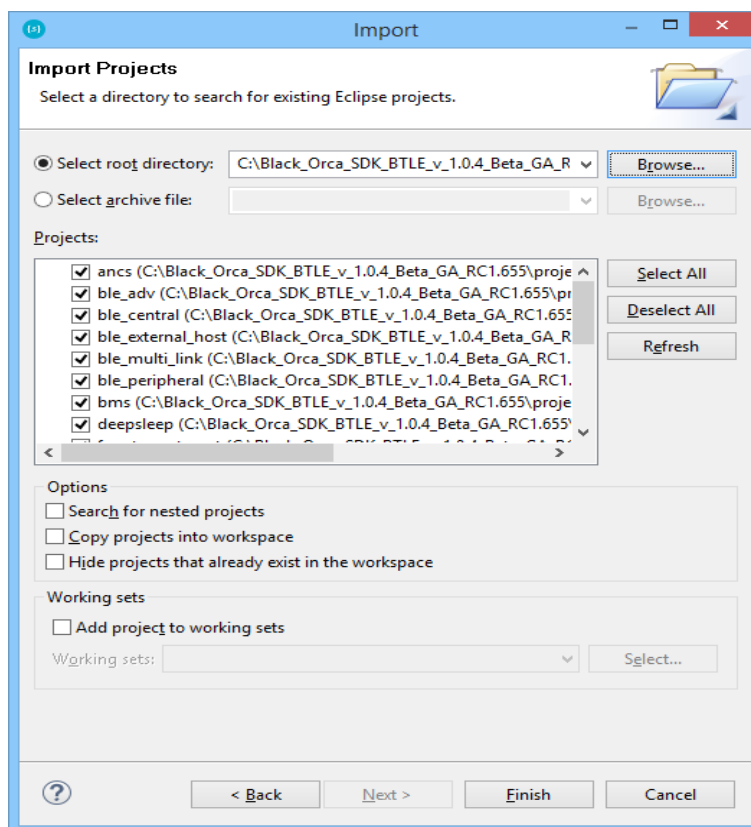 Import
Import Projects
Select a directory to search for existing Eclipse projects.
Select root directory: C:\Black_Orca_SDK_BTLE_v_1.0.4_Beta_GA_R Browse...
Select archive file: Browse...
Projects:
ancs (C:\Black_Orca_SDK_BTLE_v_1.0.4_Beta_GA_RC1.655\proje
ble_adv (C:\Black_Orca_SDK_BTLE_v_1.0.4_Beta_GA_RC1.655\pr
ble_central (C:\Black_Orca_SDK_BTLE_v_1.0.4_Beta_GA_RC1.655
ble_external_host (C:\Black_Orca_SDK_BTLE_v_1.0.4_Beta_GA_R
ble_multi_link (C:\Black_Orca_SDK_BTLE_v_1.0.4_Beta_GA_RC1.
ble_peripheral (C:\Black_Orca_SDK_BTLE_v_1.0.4_Beta_GA_RC1.
bms (C:\Black_Orca_SDK_BTLE_v_1.0.4_Beta_GA_RC1.655\proje
deepsleep (C:\Black_Orca_SDK_BTLE_v_1.0.4_Beta_GA_RC1.655\
Select All
Deselect All
Refresh
Options
Search for nested projects
Copy projects into workspace
Hide projects that already exist in the workspace
Working sets
Add project to working sets
Working sets: Select...
? < Back Next > Finish Cancel